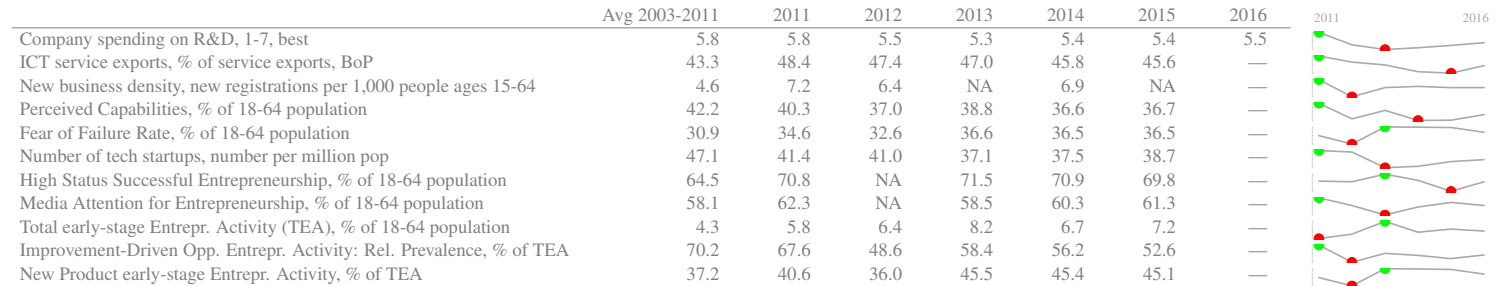 Avg 2003-2011 2011 2012 2013 2014 2015 2016 2011 2016
Company spending on R&D, 1-7, best 5.8 5.8 5.5 5.3 5.4 5.4 5.5
ICT service exports, % of service exports, BoP 43.3 48.4 47.4 47.0 45.8 45.6 —
New business density, new registrations per 1,000 people ages 15-64 4.6 7.2 6.4 NA 6.9 NA —
Perceived Capabilities, % of 18-64 population 42.2 40.3 37.0 38.8 36.6 36.7 —
Fear of Failure Rate, % of 18-64 population 30.9 34.6 32.6 36.6 36.5 36.5 —
Number of tech startups, number per million pop 47.1 41.4 41.0 37.1 37.5 38.7 —
High Status Successful Entrepreneurship, % of 18-64 population 64.5 70.8 NA 71.5 70.9 69.8 —
Media Attention for Entrepreneurship, % of 18-64 population 58.1 62.3 NA 58.5 60.3 61.3 —
Total early-stage Entrepr. Activity (TEA), % of 18-64 population 4.3 5.8 6.4 8.2 6.7 7.2 —
Improvement-Driven Opp. Entrepr. Activity: Rel. Prevalence, % of TEA 70.2 67.6 48.6 58.4 56.2 52.6 —
New Product early-stage Entrepr. Activity, % of TEA 37.2 40.6 36.0 45.5 45.4 45.1 —